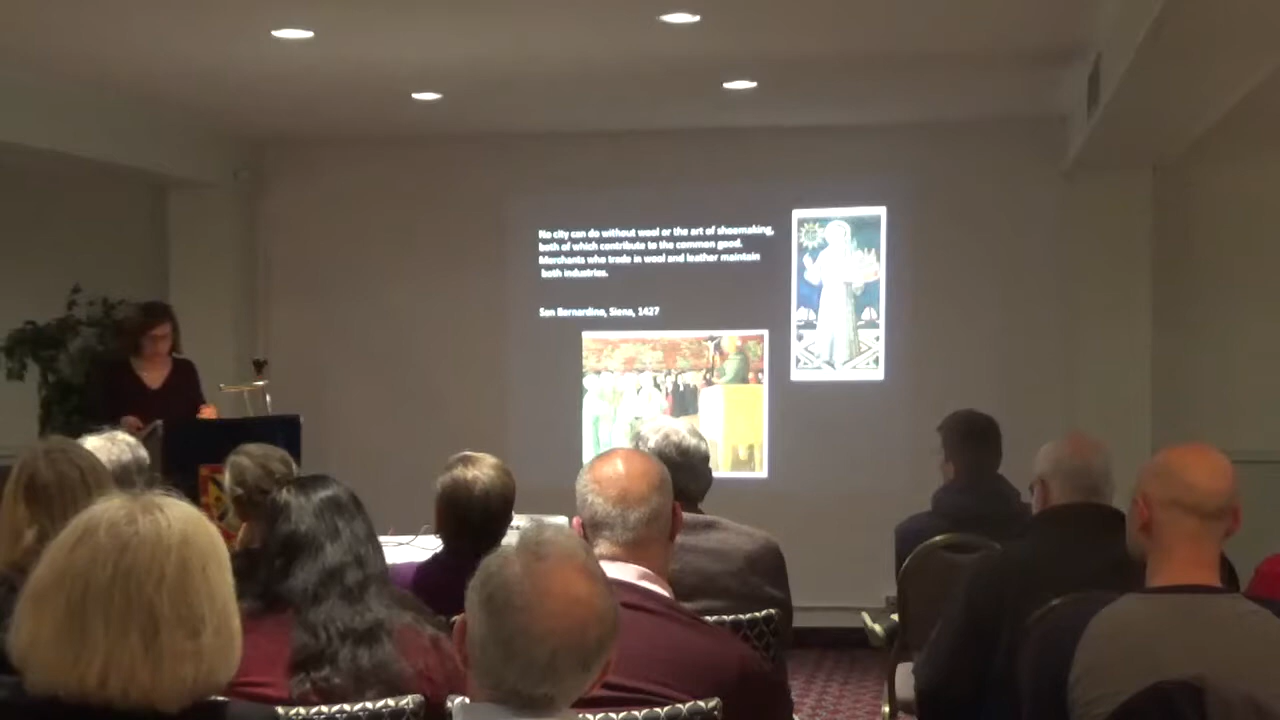 No city can do without wool or the art of shoemaking,
both of which contribute to the common good.
Merchants who trade in wool and leather maintain
both industries.
San Bernardino, Siena, 1427